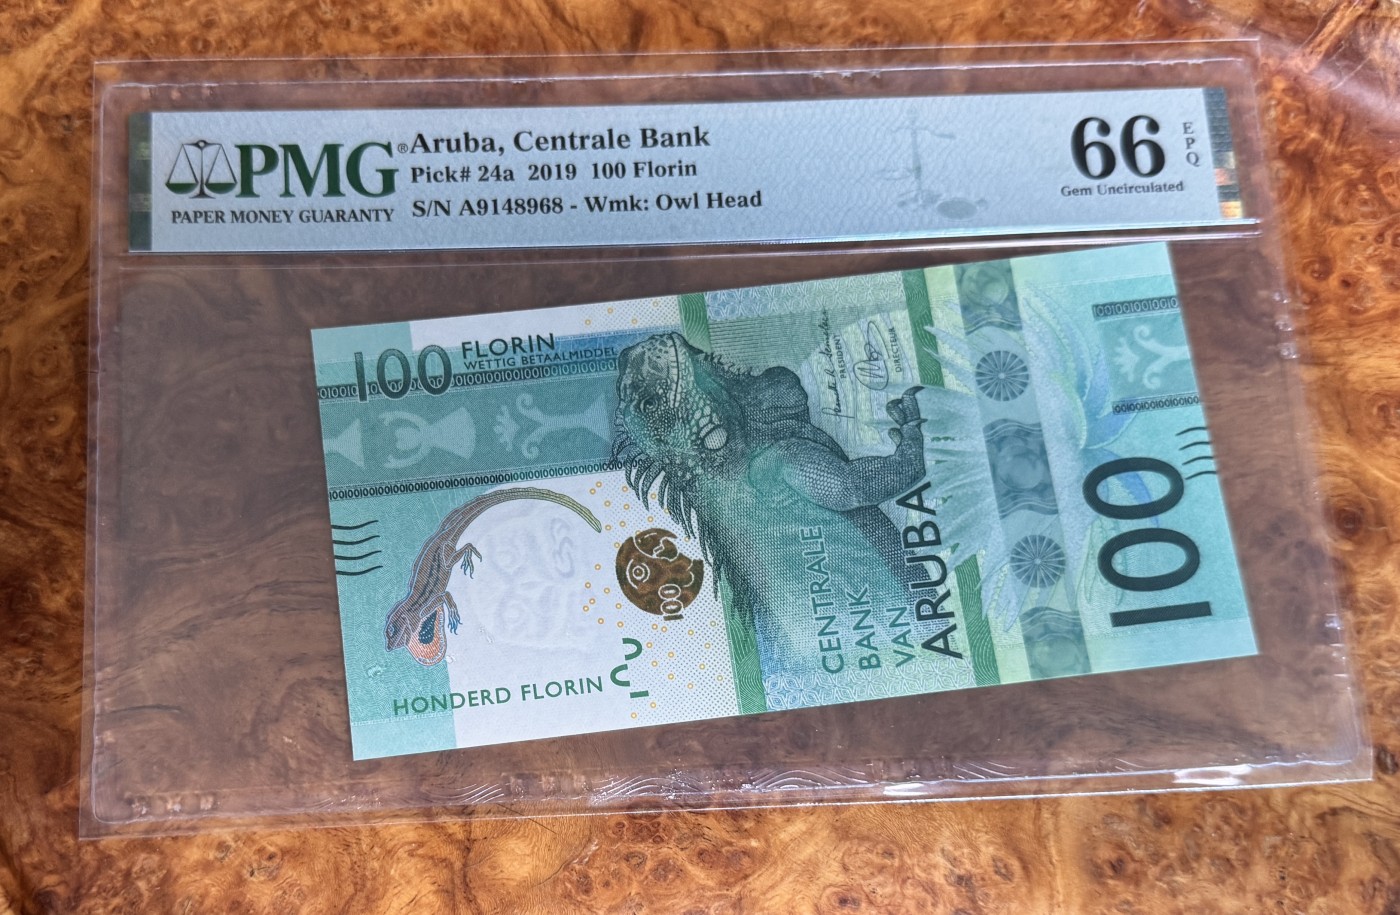 PMG®
PAPER MONEY GUARANTY
Aruba, Centrale Bank
Pick# 24a 2019 100 Florin
S/N A9148968 - Wmk: Owl Head
66
EPQ
Gem Uncirculated
100 FLORIN
WETTIG BETAALMIDDEL
PRESIDENT
DIRECTEUR
100
HONDERD FLORIN
CENTRALE
BANK
VAN
ARUBA
100